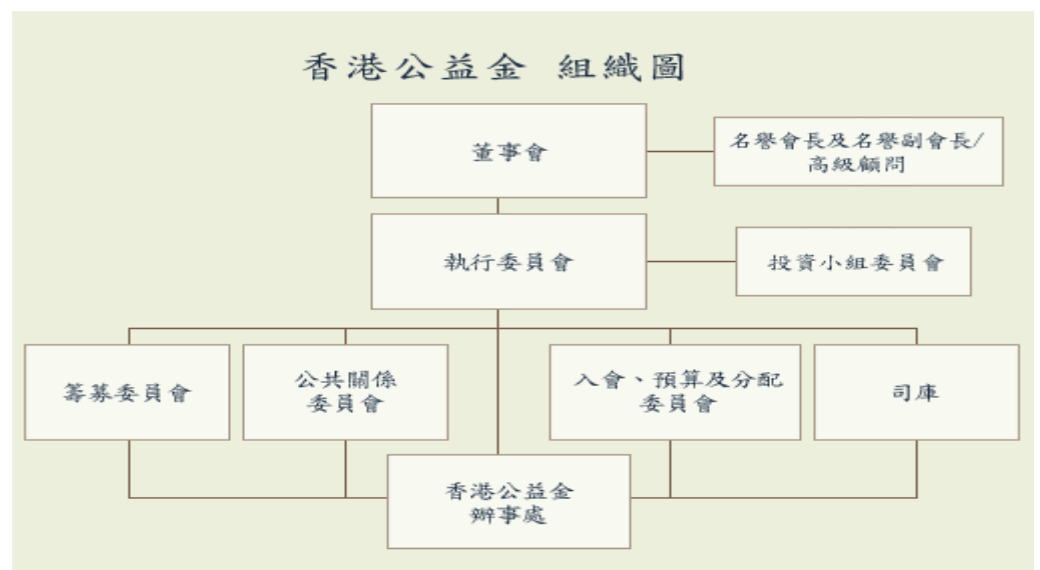 香港公益金 組織圖
董事會
名譽會長及名譽副會長/
高級顧問
執行委員會
投資小組委員會
籌募委員會
公共關係
委員會
入會、預算及分配
委員會
司庫
香港公益金
辦事處